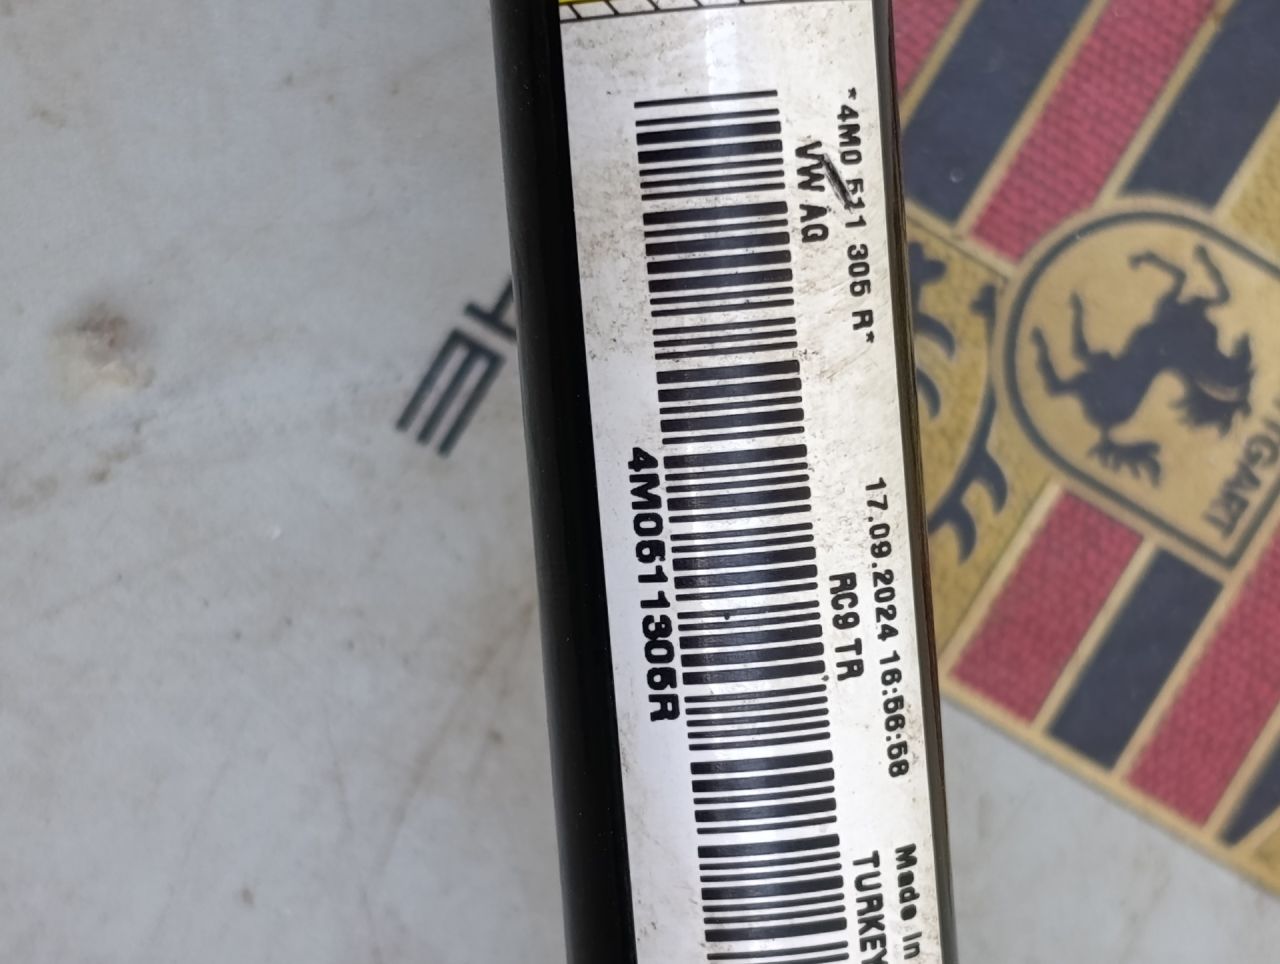 *4M0 511 305 R* 17.09.2024 16:56:58 Made In
VW AG RC9 TR TURKEY
4M0511305R